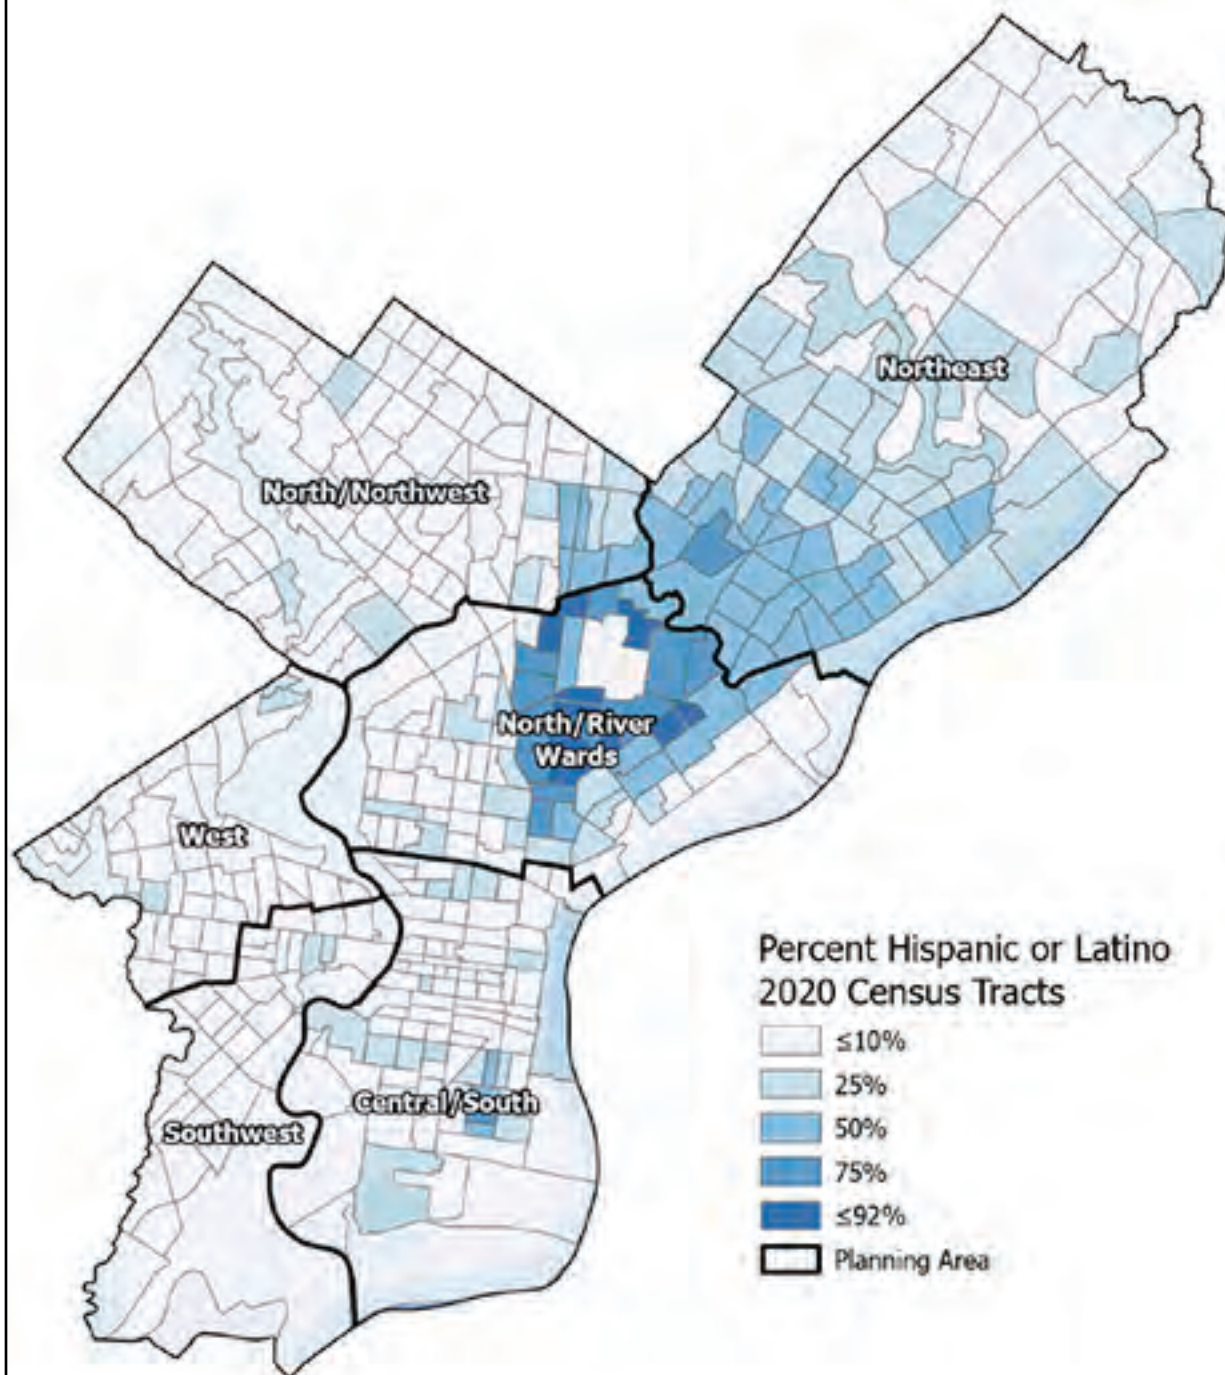 Northeast
North/Northwest
North/River
Wards
West
Central/South
Southwest
Percent Hispanic or Latino
2020 Census Tracts
≤10%
25%
50%
75%
≤92%
Planning Area